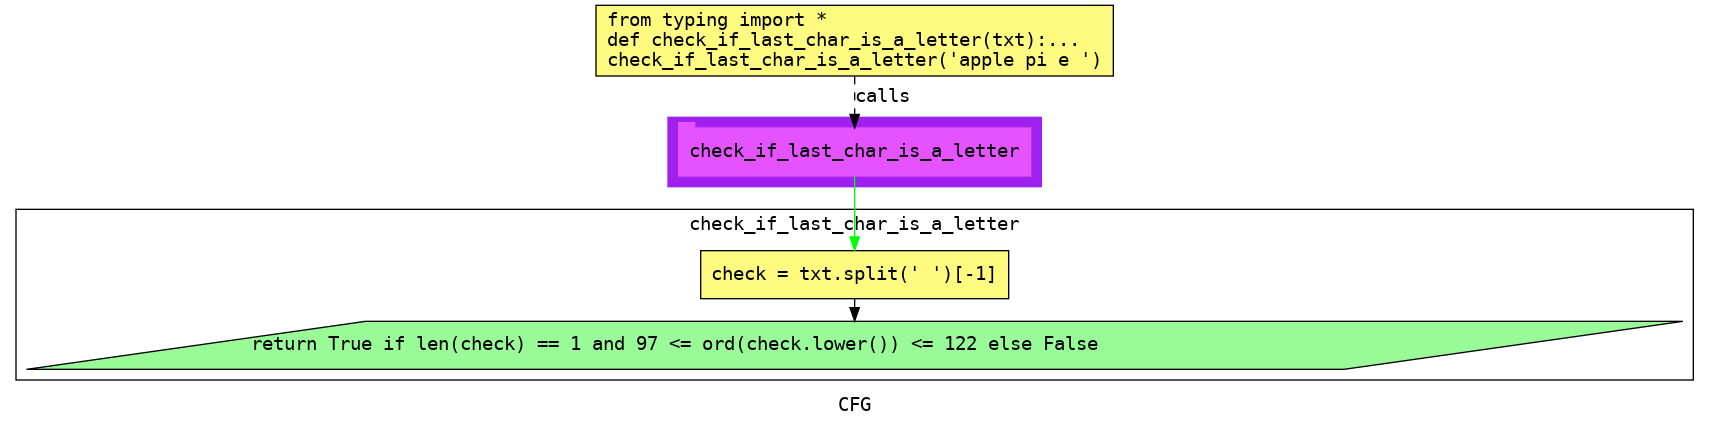 from typing import *
def check_if_last_char_is_a_letter(txt):...
check_if_last_char_is_a_letter('apple pi e ')
calls
check_if_last_char_is_a_letter
check_if_last_char_is_a_letter
check = txt.split(' ')[-1]
return True if len(check) == 1 and 97 <= ord(check.lower()) <= 122 else False
CFG